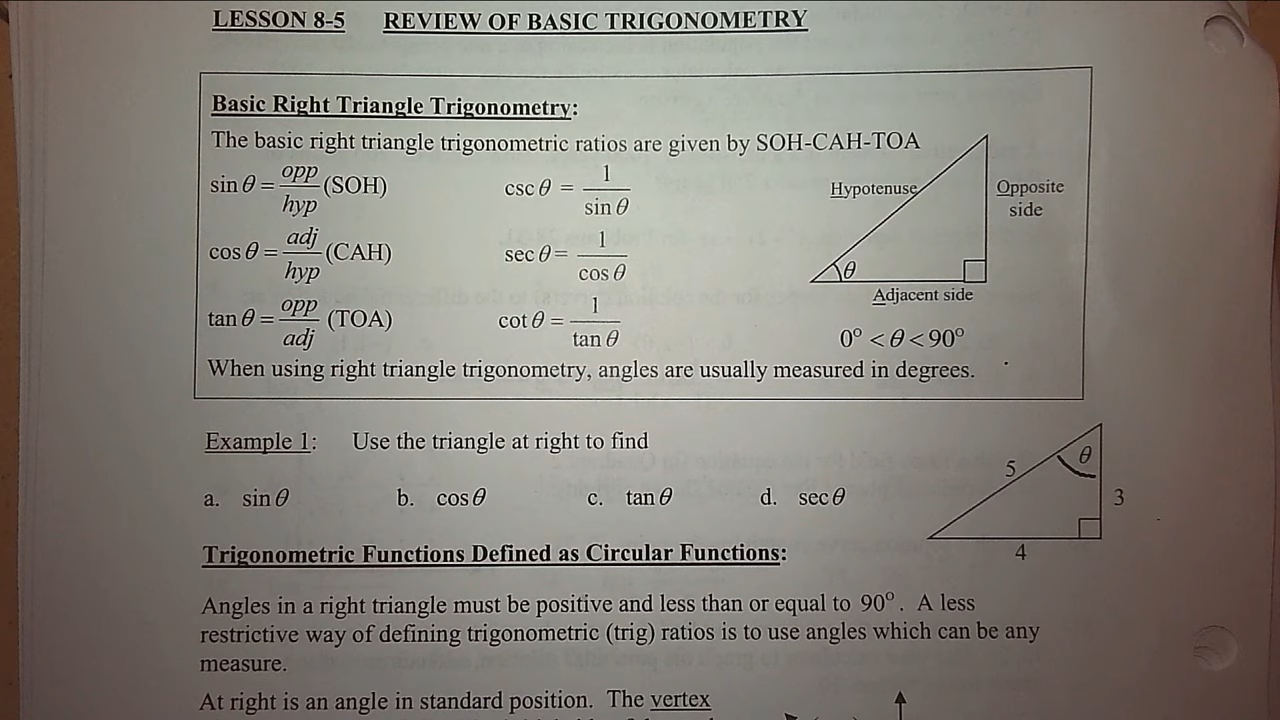 LESSON 8-5 REVIEW OF BASIC TRIGONOMETRY
Basic Right Triangle Trigonometry:
The basic right triangle trigonometric ratios are given by SOH-CAH-TOA
sin θ = opp/hyp (SOH) csc θ = 1/sin θ
cos θ = adj/hyp (CAH) sec θ = 1/cos θ
tan θ = opp/adj (TOA) cot θ = 1/tan θ
Hypotenuse
Opposite
side
θ
Adjacent side
0° < θ < 90°
When using right triangle trigonometry, angles are usually measured in degrees.
Example 1: Use the triangle at right to find
a. sin θ b. cos θ c. tan θ d. sec θ
5
θ
3
4
Trigonometric Functions Defined as Circular Functions:
Angles in a right triangle must be positive and less than or equal to 90°. A less
restrictive way of defining trigonometric (trig) ratios is to use angles which can be any
measure.
At right is an angle in standard position. The vertex